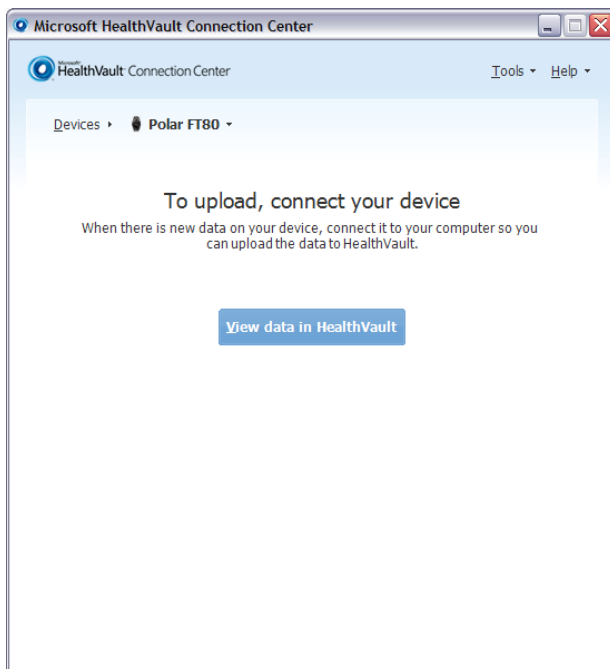 Microsoft HealthVault Connection Center
Microsoft
HealthVault Connection Center
Tools
Help
Devices
Polar FT80
To upload, connect your device
When there is new data on your device, connect it to your computer so you
can upload the data to HealthVault.
View data in HealthVault